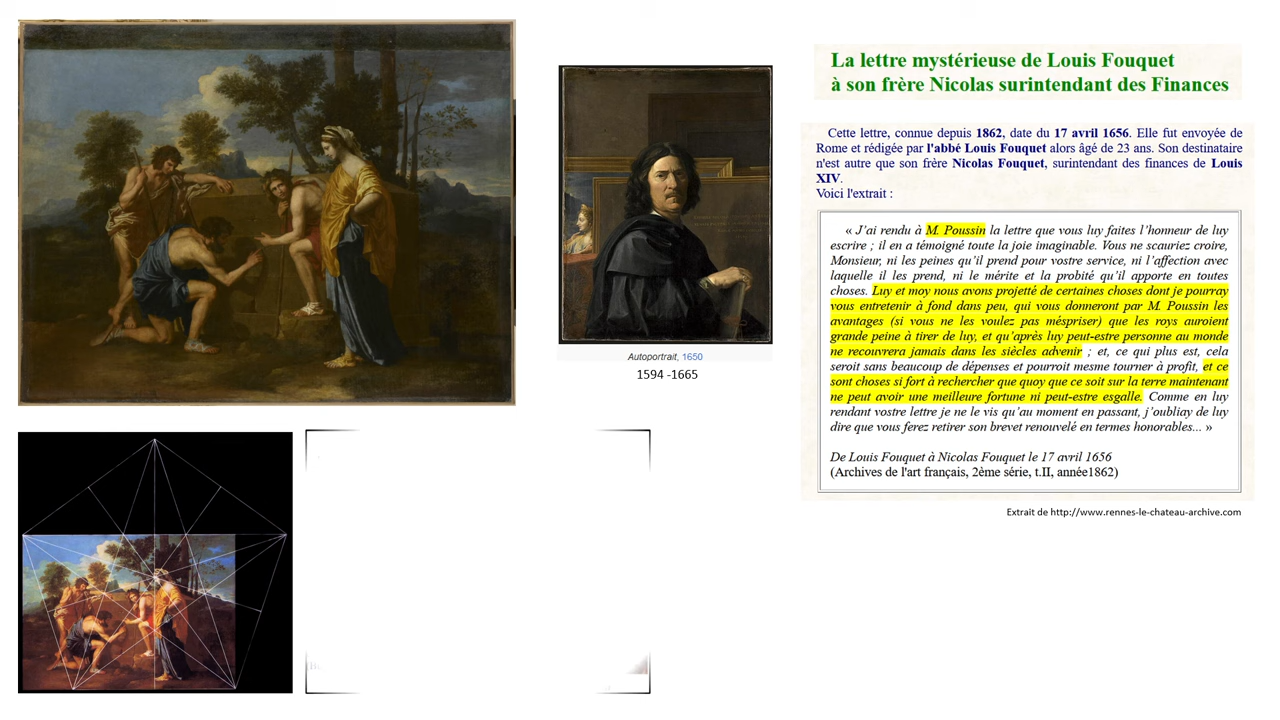 La lettre mystérieuse de Louis Fouquet
à son frère Nicolas surintendant des Finances
Cette lettre, connue depuis 1862, date du 17 avril 1656. Elle fut envoyée de
Rome et rédigée par l'abbé Louis Fouquet alors âgé de 23 ans. Son destinataire
n'est autre que son frère Nicolas Fouquet, surintendant des finances de Louis
XIV.
Voici l'extrait :
« J'ai rendu à M. Poussin la lettre que vous luy faites l'honneur de luy
escrire ; il en a témoigné toute la joie imaginable. Vous ne scauriez croire,
Monsieur, ni les peines qu'il prend pour vostre service, ni l'affection avec
laquelle il les prend, ni le mérite et la probité qu'il apporte en toutes
choses. Luy et moy nous avons projetté de certaines choses dont je pourray
vous entretenir à fond dans peu, qui vous donneront par M. Poussin les
avantages (si vous ne les voulez pas méspriser) que les roys auroient
grande peine à tirer de luy, et qu'après luy peut-estre personne au monde
ne recouvrera jamais dans les siècles advenir ; et, ce qui plus est, cela
seroit sans beaucoup de dépenses et pourroit mesme tourner à profit, et ce
sont choses si fort à rechercher que quoy que ce soit sur la terre maintenant
ne peut avoir une meilleure fortune ni peut-estre esgalle. Comme en luy
rendant vostre lettre je ne le vis qu'au moment en passant, j'oubliay de luy
dire que vous ferez retirer son brevet renouvelé en termes honorables... »
De Louis Fouquet à Nicolas Fouquet le 17 avril 1656
(Archives de l'art français, 2ème série, t.II, année1862)
Extrait de http://www.rennes-le-chateau-archive.com
Autoportrait, 1650
1594 -1665